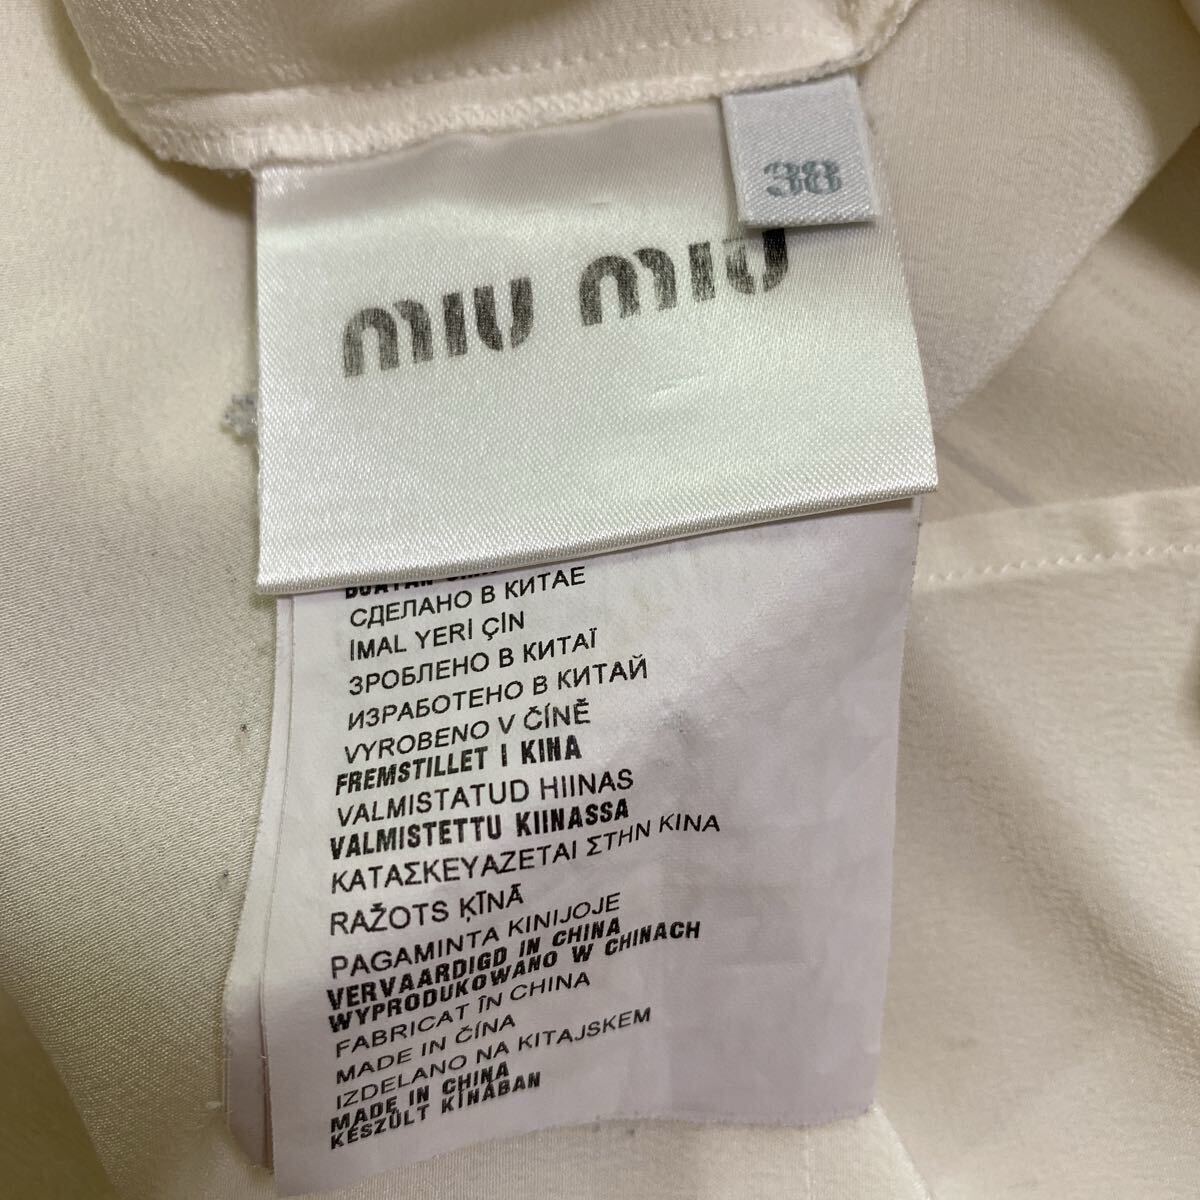 38
miu miu
СДЕЛАНО В КИТАЕ
İMAL YERİ ÇİN
ЗРОБЛЕНО В КИТАЇ
ИЗРАБОТЕНО В КИТАЙ
VYROBENO V ČÍNĚ
FREMSTILLET I KINA
VALMISTATUD HIINAS
VALMISTETTU KIINASSA
ΚΑΤΑΣΚΕΥΑΖΕΤΑΙ ΣΤΗΝ ΚΙΝΑ
RAŽOTS ĶĪNĀ
PAGAMINTA KINIJOJE
VERVAARDIGD IN CHINA
WYPRODUKOWANO W CHINACH
FABRICAT ÎN CHINA
MADE IN ČÍNA
IZDELANO NA KITAJSKEM
MADE IN CHINA
KÉSZÜLT KÍNÁBAN